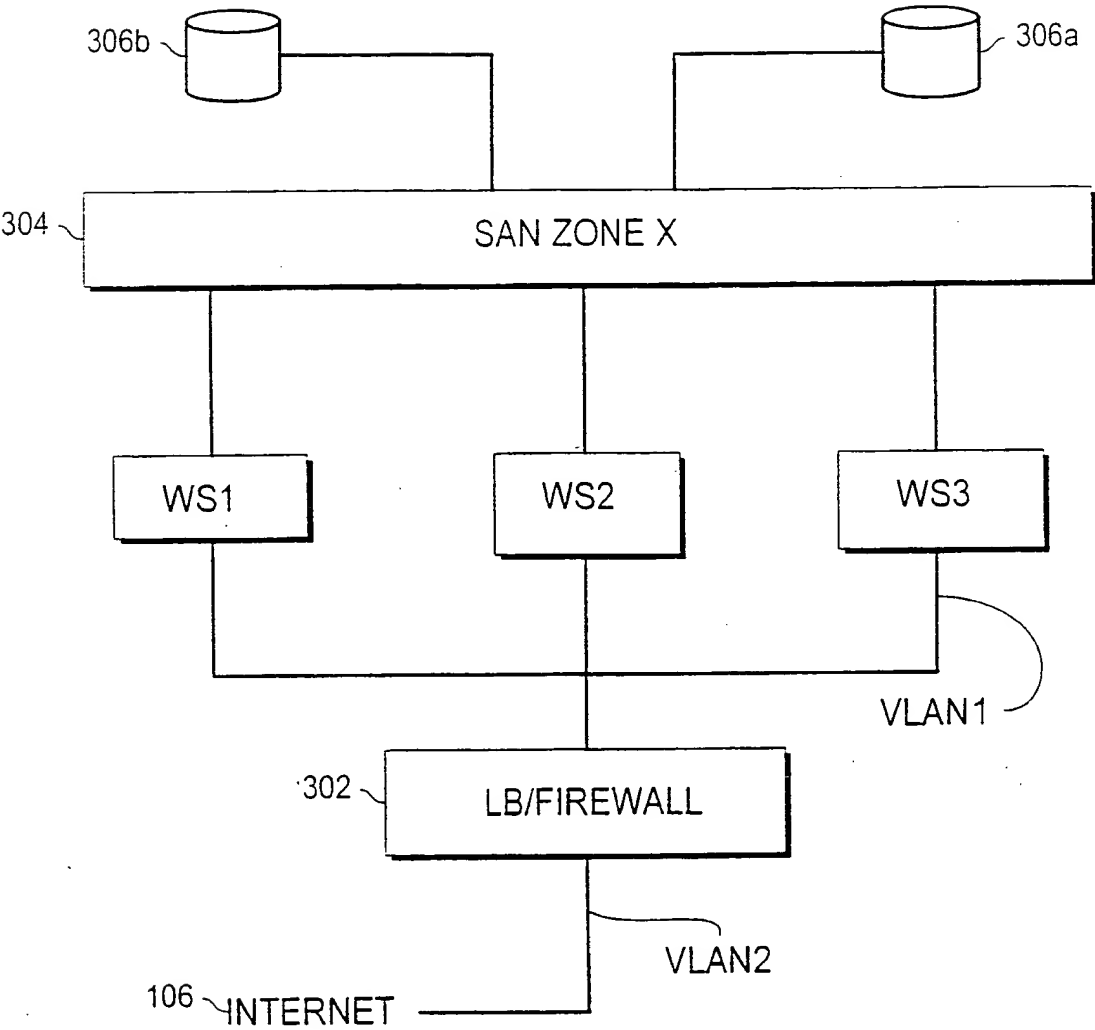 306b
306a
304
SAN ZONE X
WS1
WS2
WS3
VLAN1
302
LB/FIREWALL
VLAN2
106
INTERNET